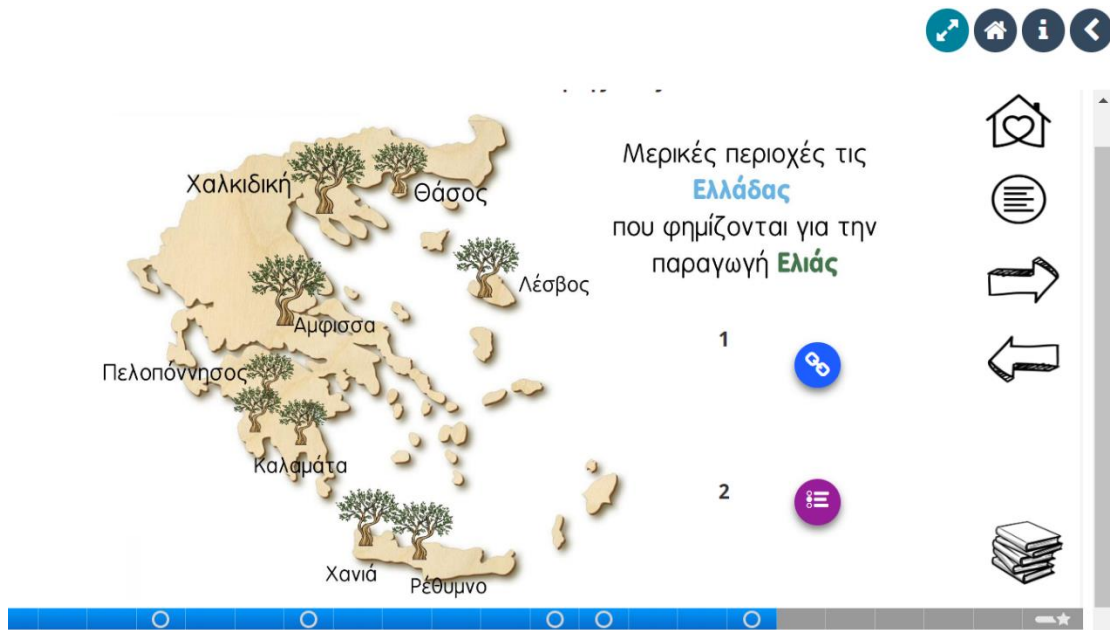 Μερικές περιοχές τις
Ελλάδας
που φημίζονται για την
παραγωγή Ελιάς
Χαλκιδική
Θάσος
Λέσβος
Αμφισσα
Πελοπόννησος
Καλαμάτα
Χανιά
Ρέθυμνο
1
2